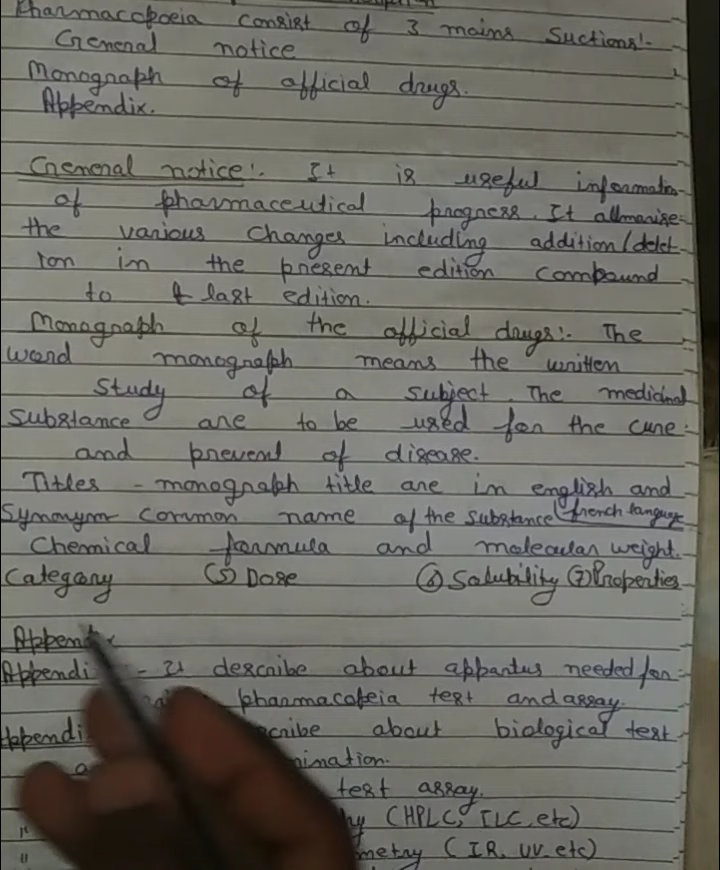 Pharmacopoeia consist of 3 mains Suctions:-
General notice
Monograph of official drugs.
Appendix.
General notice:- It is useful information
of pharmaceutical progress. It allmarise
the various changes including addition/delet
ion in the present edition compound
to & last edition.
Monograph of the official drugs:- The
word monograph means the written
study of a subject. The medicinal
substance are to be used for the cure
and prevent of disease.
Titles - monograph title are in english and
Synonym common name of the substance french languge
Chemical formula and molecular weight.
Category (5) Dose (6) Solubility (7) Properties
Appendix
Appendi - It describe about appartus needed for
pharmacopeia test and assay.
Appendi scribe about biological test
a mination.
test assay.
" hy (HPLC, TLC, etc)
" metry (IR, UV, etc)